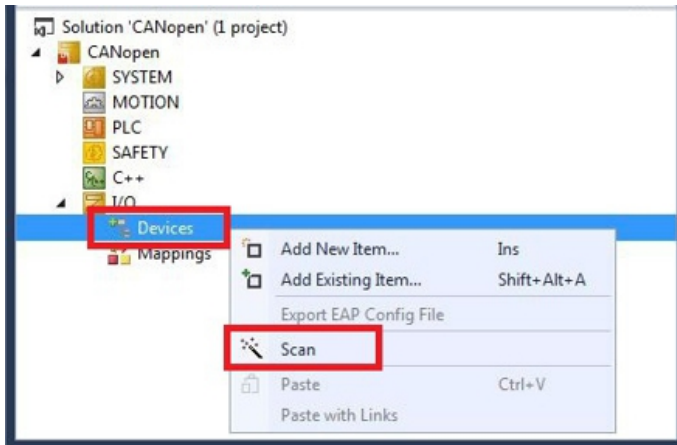 Solution 'CANopen' (1 project)
CANopen
SYSTEM
MOTION
PLC
SAFETY
C++
I/O
Devices
Mappings
Add New Item... Ins
Add Existing Item... Shift+Alt+A
Export EAP Config File
Scan
Paste Ctrl+V
Paste with Links